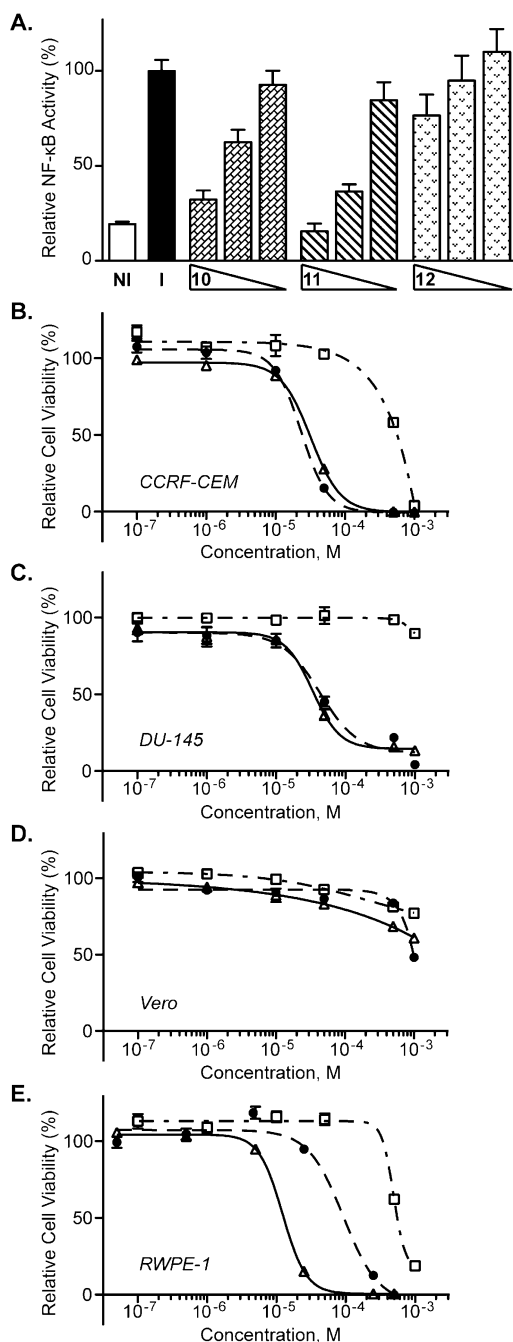 A.
Relative NF-κB Activity (%)
100
50
0
NI I 10 11 12
B.
Relative Cell Viability (%)
100
50
0
CCRF-CEM
10⁻⁷ 10⁻⁶ 10⁻⁵ 10⁻⁴ 10⁻³
Concentration, M
C.
Relative Cell Viability (%)
100
50
0
DU-145
10⁻⁷ 10⁻⁶ 10⁻⁵ 10⁻⁴ 10⁻³
Concentration, M
D.
Relative Cell Viability (%)
100
50
0
Vero
10⁻⁷ 10⁻⁶ 10⁻⁵ 10⁻⁴ 10⁻³
Concentration, M
E.
Relative Cell Viability (%)
100
50
0
RWPE-1
10⁻⁷ 10⁻⁶ 10⁻⁵ 10⁻⁴ 10⁻³
Concentration, M